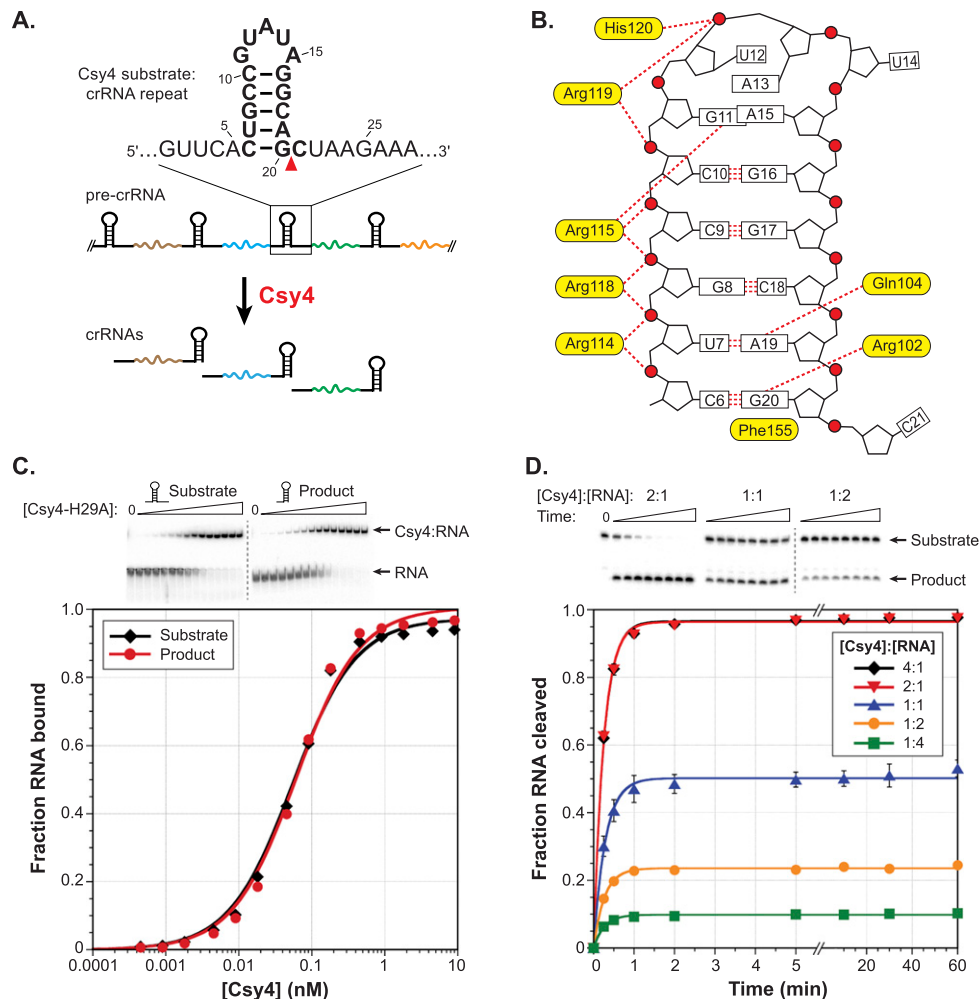 A.
Csy4 substrate:
crRNA repeat
U A
U U
G A 15
10 C G
C G
G C
U A
5 C G C
5'...GUUCACUAAGAAA...3'
25
20
pre-crRNA
Csy4
crRNAs
B.
His120
U12
U14
A13
Arg119
G11 A15
C10 G16
Arg115
C9 G17
Arg118
G8 C18
Gln104
Arg114
U7 A19
Arg102
C6 G20
Phe155
C21
C.
0 Substrate 0 Product
[Csy4-H29A]:
Csy4:RNA
RNA
Substrate
Product
Fraction RNA bound
1.0
0.8
0.6
0.4
0.2
0
0.0001 0.001 0.01 0.1 1 10
[Csy4] (nM)
D.
[Csy4]:[RNA]: 2:1 1:1 1:2
Time: 0
Substrate
Product
Fraction RNA cleaved
1.0
0.8
0.6
0.4
0.2
0
[Csy4]:[RNA]
4:1
2:1
1:1
1:2
1:4
0 1 2 3 4 5 20 40 60
Time (min)